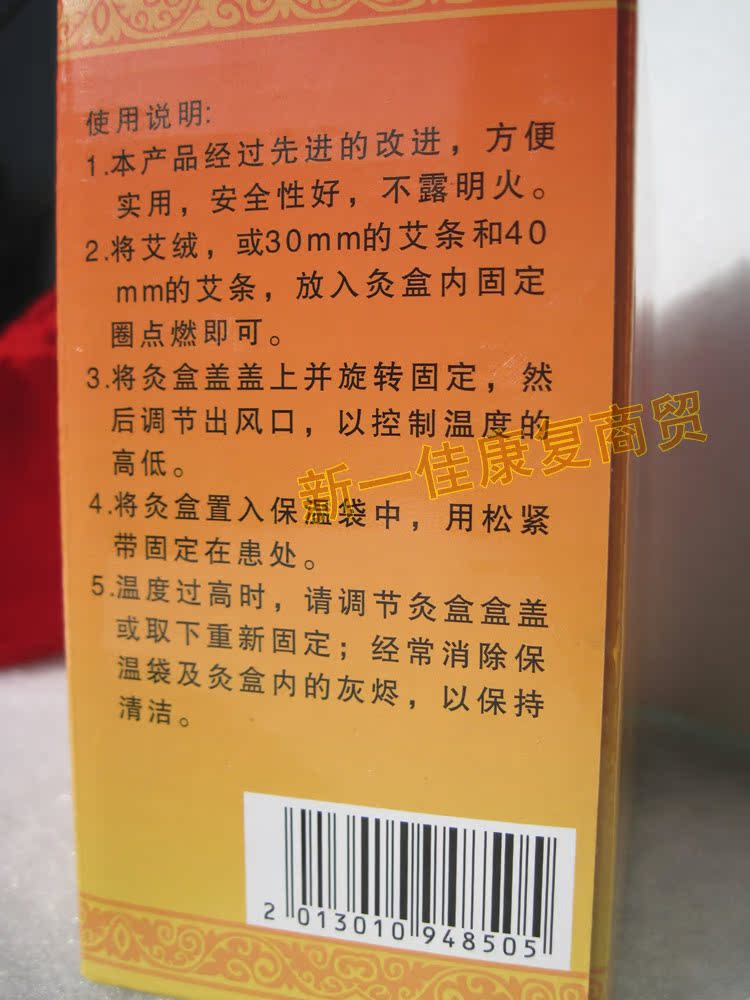 使用说明:
1.本产品经过先进的改进，方便
实用，安全性好，不露明火。
2.将艾绒，或30mm的艾条和40
mm的艾条，放入灸盒内固定
圈点燃即可。
3.将灸盒盖盖上并旋转固定，然
后调节出风口，以控制温度的
高低。
新一佳康复商贸
4.将灸盒置入保温袋中，用松紧
带固定在患处。
5.温度过高时，请调节灸盒盒盖
或取下重新固定；经常消除保
温袋及灸盒内的灰烬，以保持
清洁。
2 013010 948505